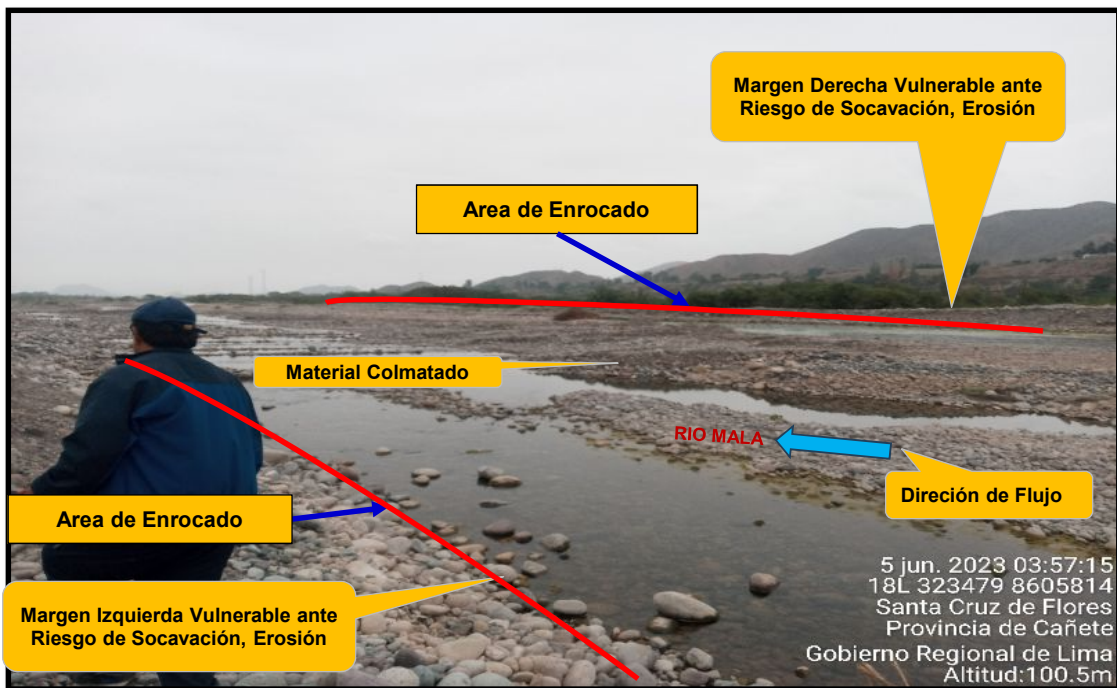 Margen Derecha Vulnerable ante
Riesgo de Socavación, Erosión
Area de Enrocado
Material Colmatado
RIO MALA
Direción de Flujo
Area de Enrocado
Margen Izquierda Vulnerable ante
Riesgo de Socavación, Erosión
5 jun. 2023 03:57:15
18L 323479 8605814
Santa Cruz de Flores
Provincia de Cañete
Gobierno Regional de Lima
Altitud:100.5m